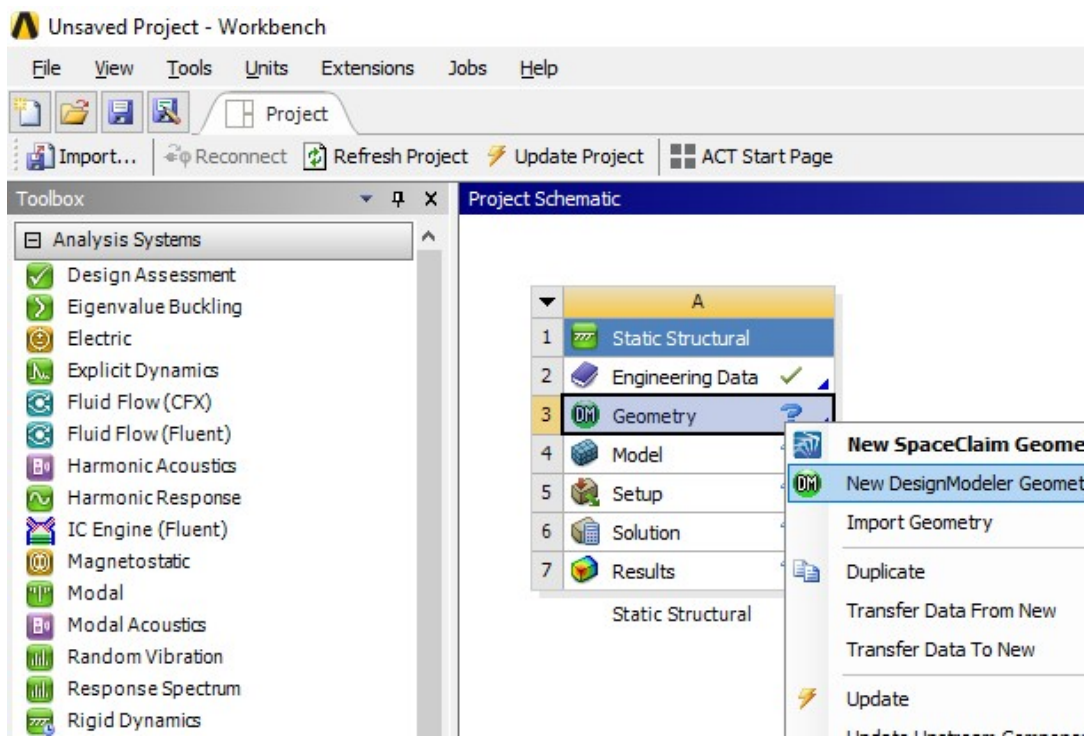 Unsaved Project - Workbench
File View Tools Units Extensions Jobs Help
Project
Import... Reconnect Refresh Project Update Project ACT Start Page
Toolbox
Project Schematic
Analysis Systems
Design Assessment
Eigenvalue Buckling
Electric
Explicit Dynamics
Fluid Flow (CFX)
Fluid Flow (Fluent)
Harmonic Acoustics
Harmonic Response
IC Engine (Fluent)
Magnetostatic
Modal
Modal Acoustics
Random Vibration
Response Spectrum
Rigid Dynamics
A
1 Static Structural
2 Engineering Data
3 DM Geometry ?
4 Model
5 Setup
6 Solution
7 Results
Static Structural
New SpaceClaim Geome
DM New DesignModeler Geomet
Import Geometry
Duplicate
Transfer Data From New
Transfer Data To New
Update